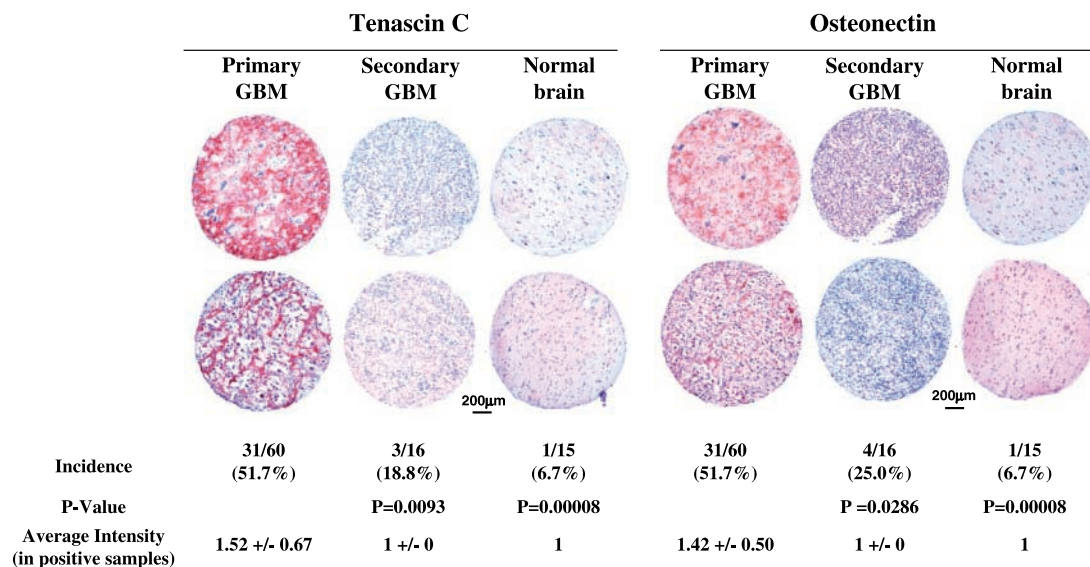 Tenascin C Osteonectin
Primary GBM Secondary GBM Normal brain Primary GBM Secondary GBM Normal brain
200μm 200μm
31/60 3/16 1/15 31/60 4/16 1/15
Incidence (51.7%) (18.8%) (6.7%) (51.7%) (25.0%) (6.7%)
P-Value P=0.0093 P=0.00008 P=0.0286 P=0.00008
Average Intensity (in positive samples) 1.52 +/- 0.67 1 +/- 0 1 1.42 +/- 0.50 1 +/- 0 1